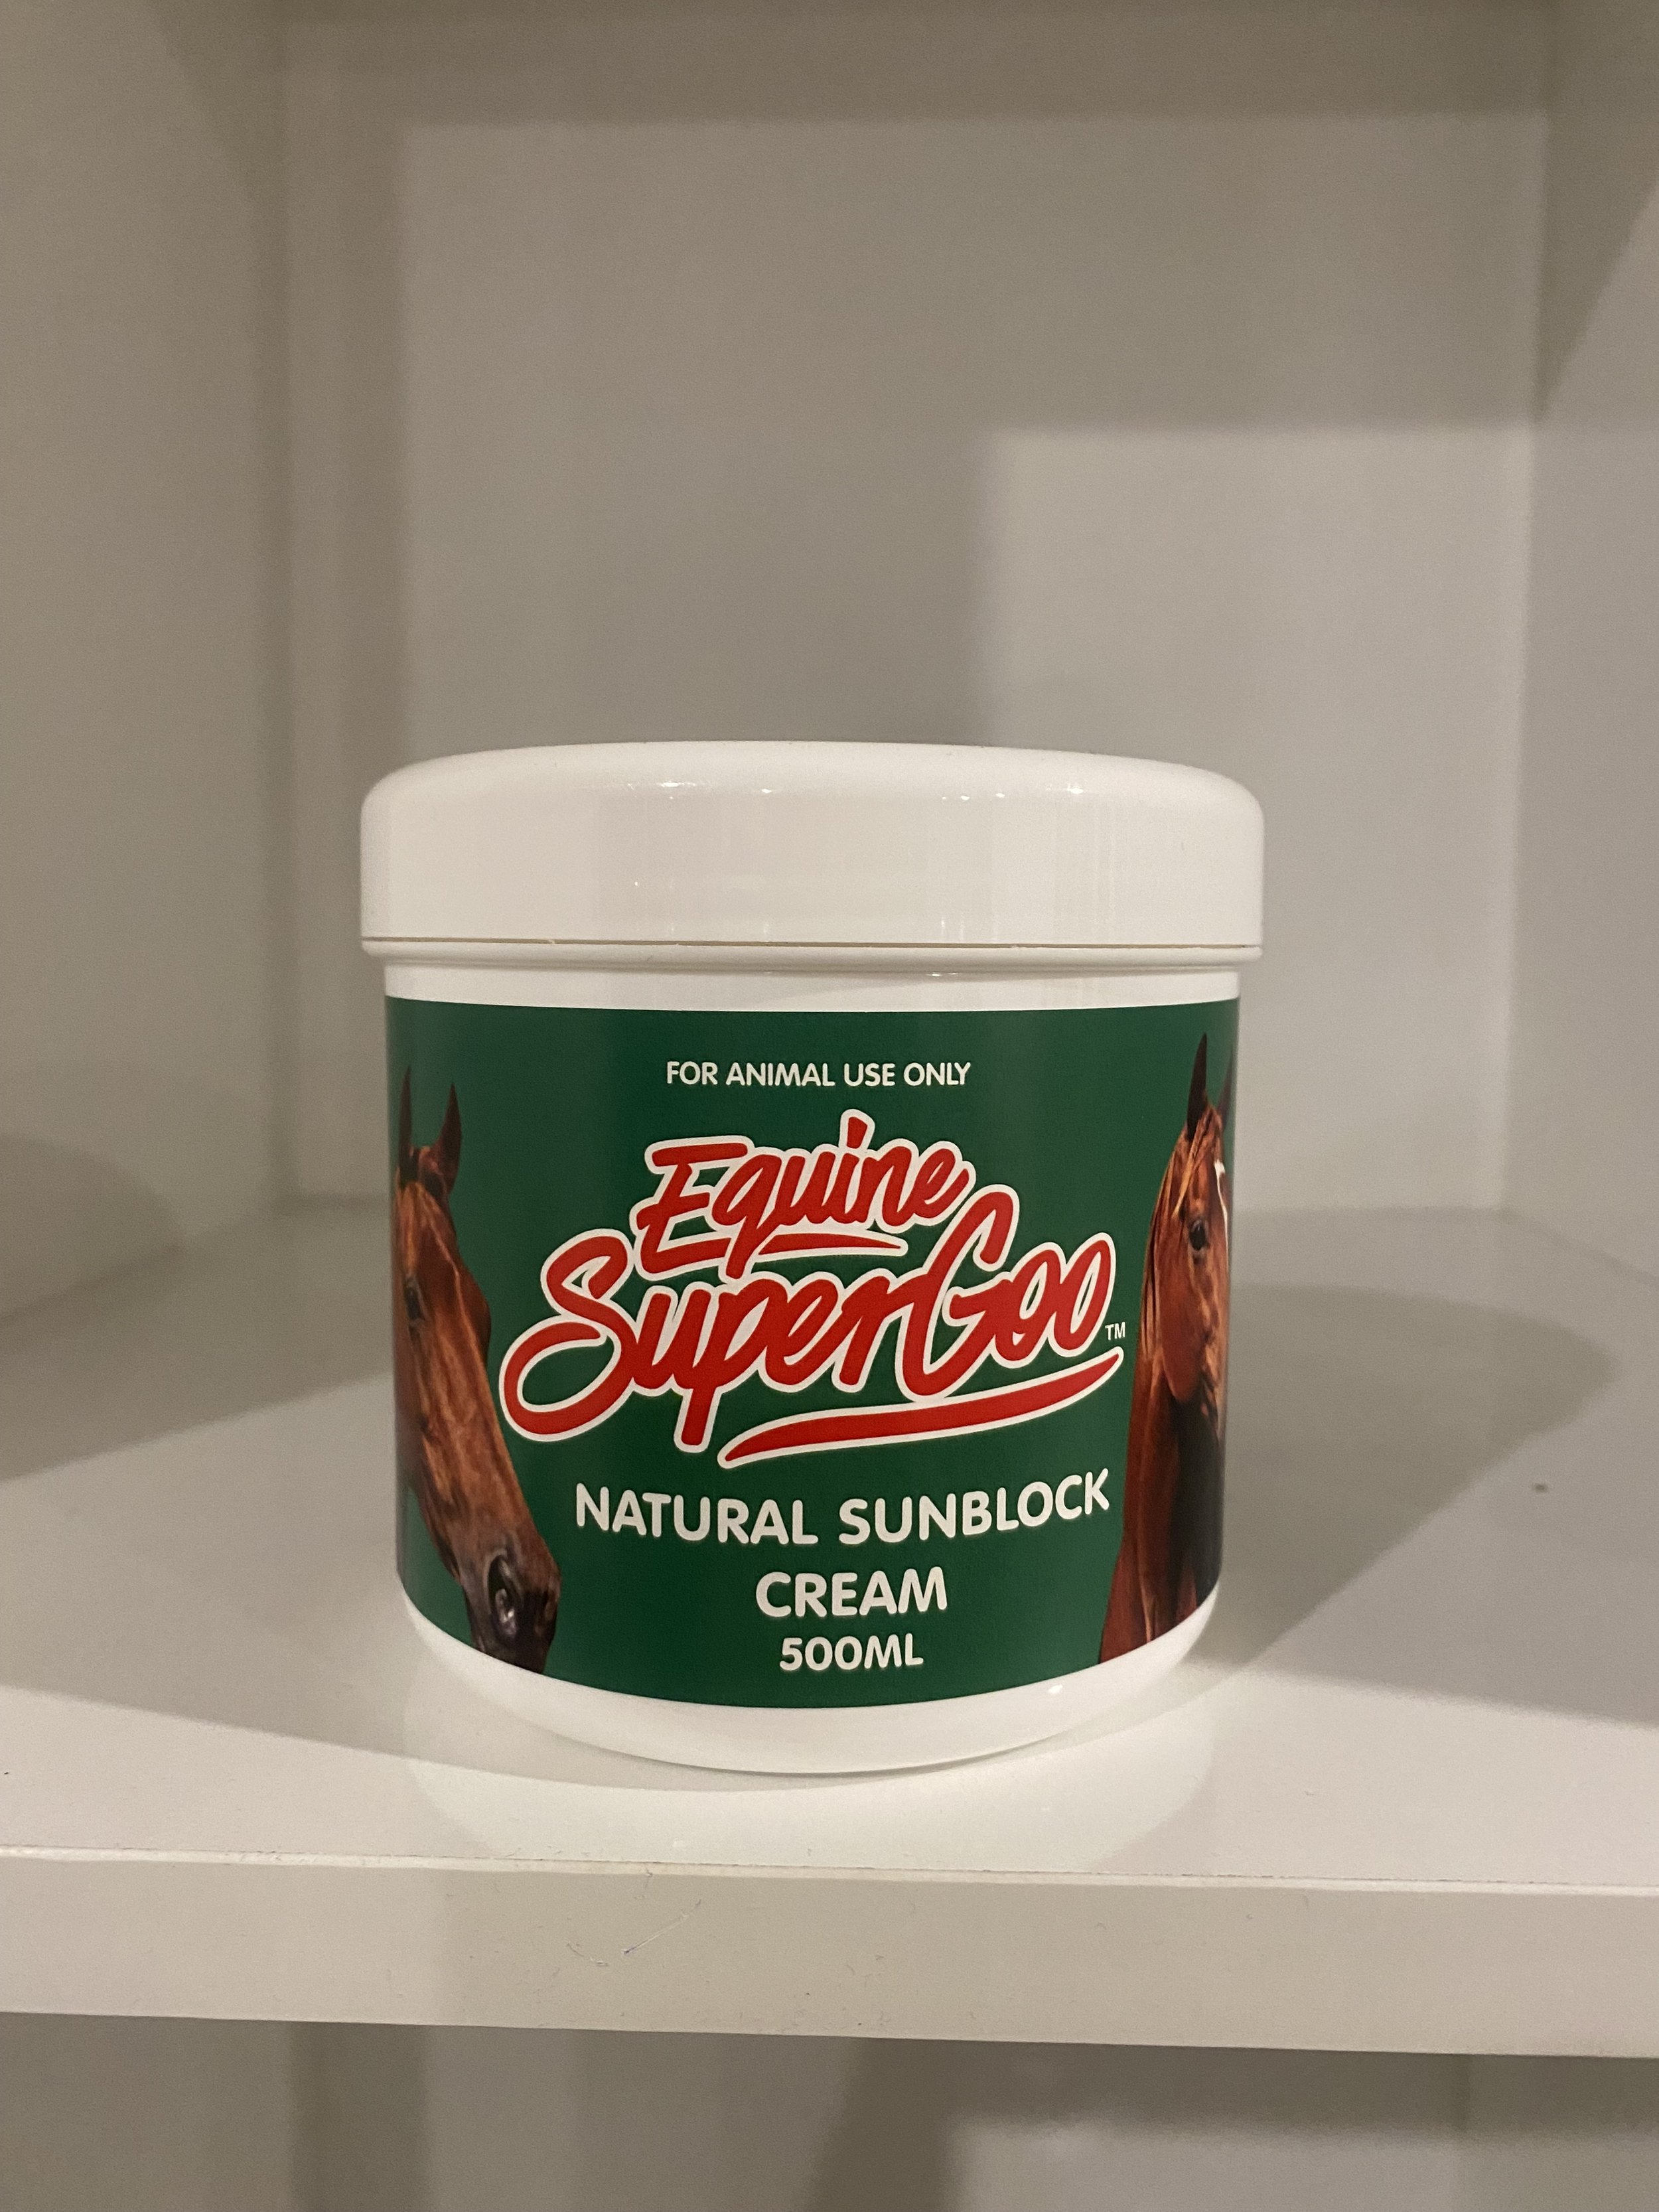 FOR ANIMAL USE ONLY
Equine
SuperGoo™
NATURAL SUNBLOCK
CREAM
500ML